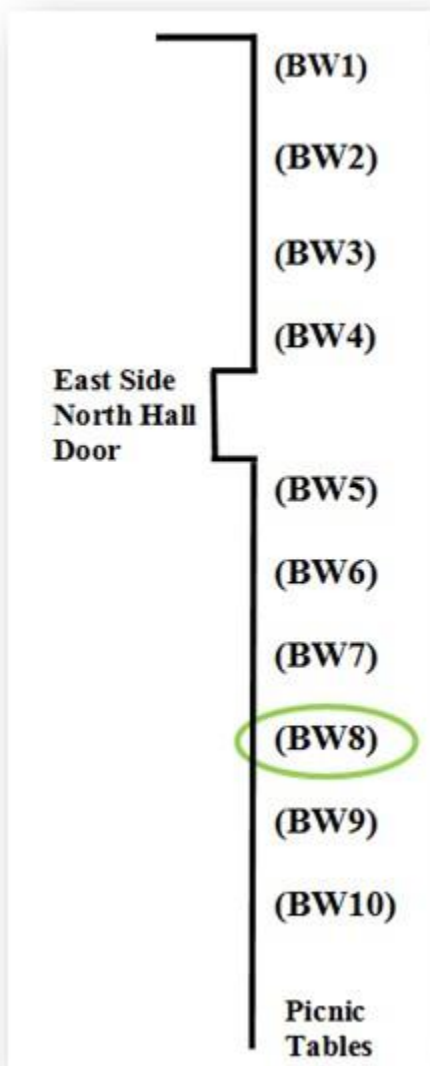 (BW1)
(BW2)
(BW3)
(BW4)
East Side
North Hall
Door
(BW5)
(BW6)
(BW7)
(BW8)
(BW9)
(BW10)
Picnic
Tables